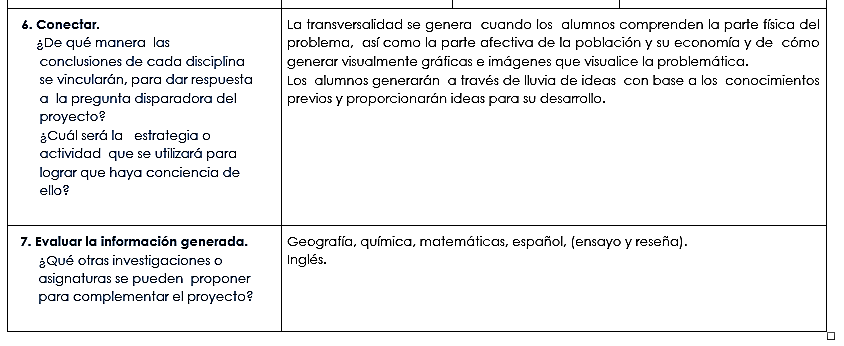 6. Conectar.
¿De qué manera las
conclusiones de cada disciplina
se vincularán, para dar respuesta
a la pregunta disparadora del
proyecto?
¿Cuál será la estrategia o
actividad que se utilizará para
lograr que haya conciencia de
ello?
La transversalidad se genera cuando los alumnos comprenden la parte física del
problema, así como la parte afectiva de la población y su economía y de cómo
generar visualmente gráficas e imágenes que visualice la problemática.
Los alumnos generarán a través de lluvia de ideas con base a los conocimientos
previos y proporcionarán ideas para su desarrollo.
7. Evaluar la información generada.
¿Qué otras investigaciones o
asignaturas se pueden proponer
para complementar el proyecto?
Geografía, química, matemáticas, español, (ensayo y reseña).
Inglés.